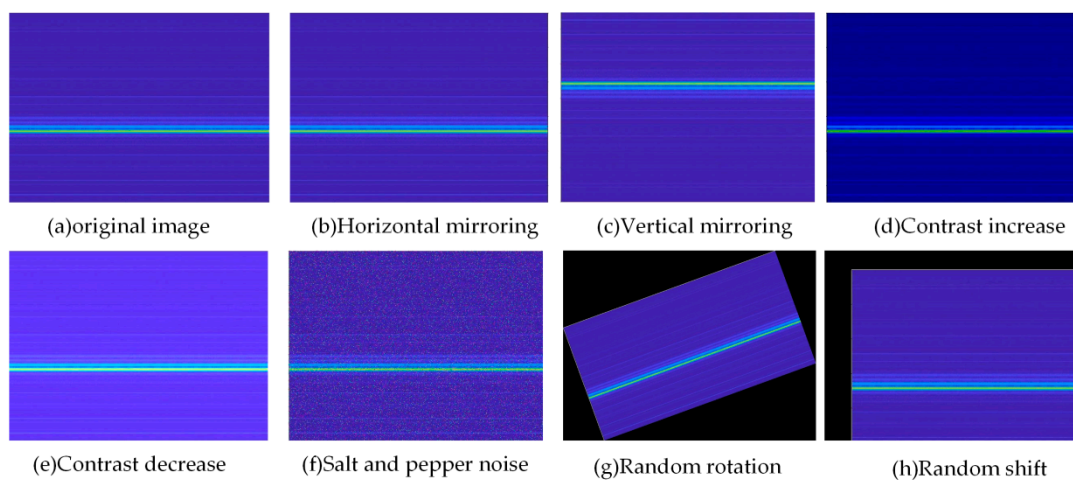 (a)original image
(b)Horizontal mirroring
(c)Vertical mirroring
(d)Contrast increase
(e)Contrast decrease
(f)Salt and pepper noise
(g)Random rotation
(h)Random shift